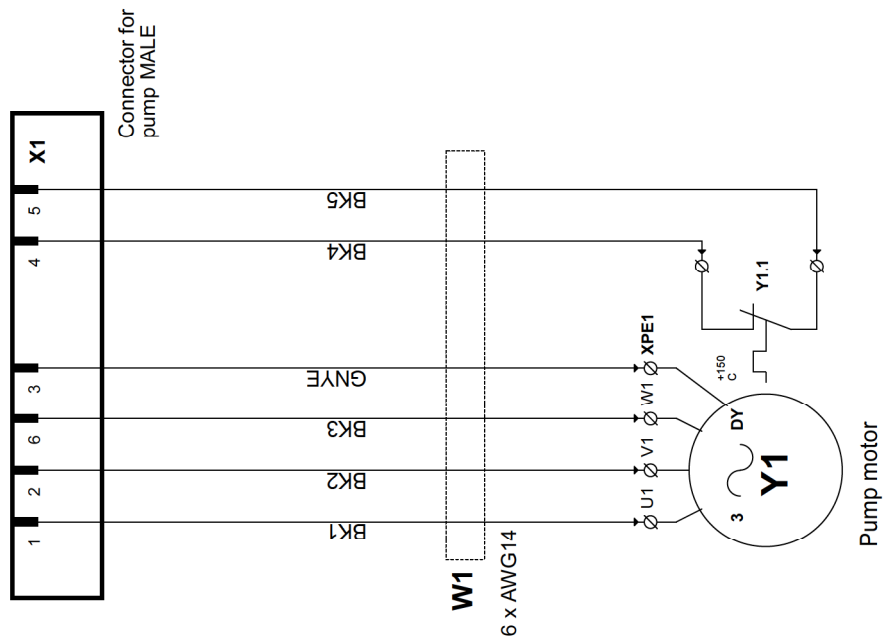 Connector for
pump MALE
X1
1
2
6
3
4
5
BK1
BK2
BK3
GNYE
BK4
BK5
W1
6 x AWG14
U1
V1
W1
XPE1
+150
C
Y1.1
3
DY
Y1
Pump motor